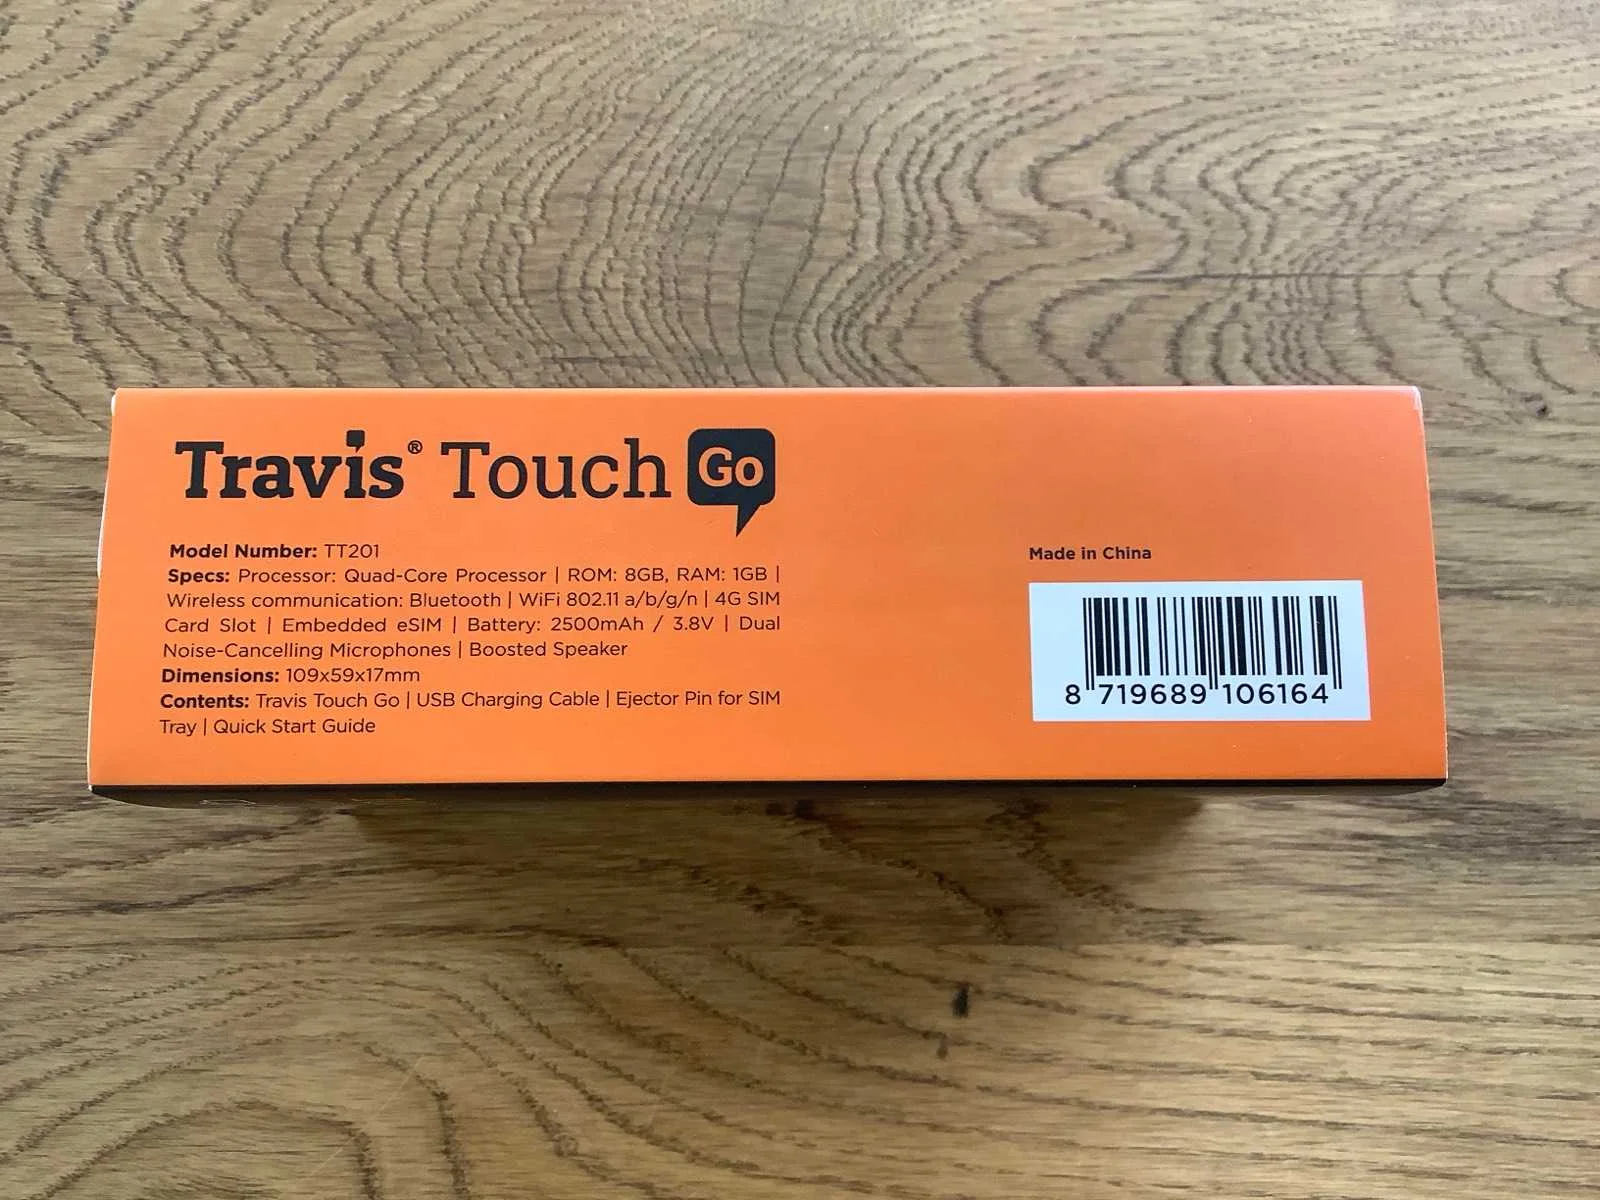 Travis® Touch Go
Model Number: TT201
Specs: Processor: Quad-Core Processor | ROM: 8GB, RAM: 1GB |
Wireless communication: Bluetooth | WiFi 802.11 a/b/g/n | 4G SIM
Card Slot | Embedded eSIM | Battery: 2500mAh / 3.8V | Dual
Noise-Cancelling Microphones | Boosted Speaker
Dimensions: 109x59x17mm
Contents: Travis Touch Go | USB Charging Cable | Ejector Pin for SIM
Tray | Quick Start Guide
Made in China
8 719689 106164